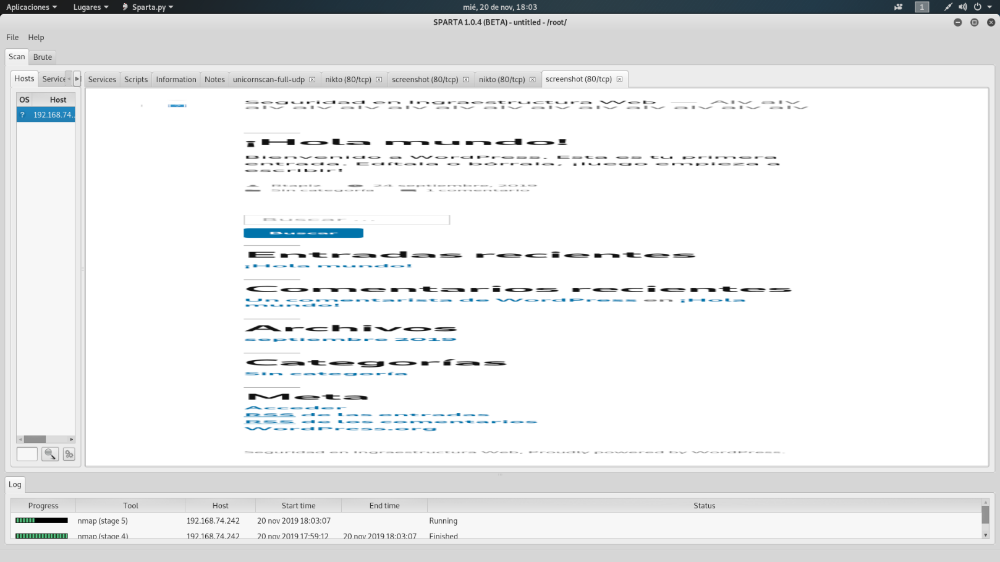 Aplicaciones Lugares Sparta.py mié, 20 de nov, 18:03 1
SPARTA 1.0.4 (BETA) - untitled - /root/
File Help
Scan Brute
Hosts Service
Services Scripts Information Notes unicornscan-full-udp nikto (80/tcp) screenshot (80/tcp) nikto (80/tcp) screenshot (80/tcp)
OS Host
? 192.168.74..
Seguridad en Ingraestructura Web — Alv alv
alv alv alv alv alv alv alv alv alv alv alv alv alv
¡Hola mundo!
Bienvenido a WordPress. Esta es tu primera
entrada. Edítala o bórrala, ¡luego empieza a
escribir!
Rtapiz 24 septiembre, 2019
Sin categoría 1 comentario
Buscar ...
Buscar
Entradas recientes
¡Hola mundo!
Comentarios recientes
Un comentarista de WordPress en ¡Hola
mundo!
Archivos
septiembre 2019
Categorías
Sin categoría
Meta
Acceder
RSS de las entradas
RSS de los comentarios
WordPress.org
Seguridad en Ingraestructura Web, Proudly powered by WordPress.
Log
Progress Tool Host Start time End time Status
nmap (stage 5) 192.168.74.242 20 nov 2019 18:03:07 Running
nmap (stage 4) 192.168.74.242 20 nov 2019 17:59:12 20 nov 2019 18:03:07 Finished